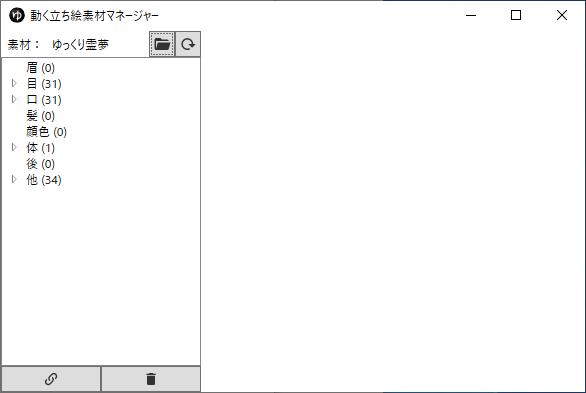 ゆ 動く立ち絵素材マネージャー
素材： ゆっくり霊夢
眉 (0)
目 (31)
口 (31)
髪 (0)
顔色 (0)
体 (1)
後 (0)
他 (34)